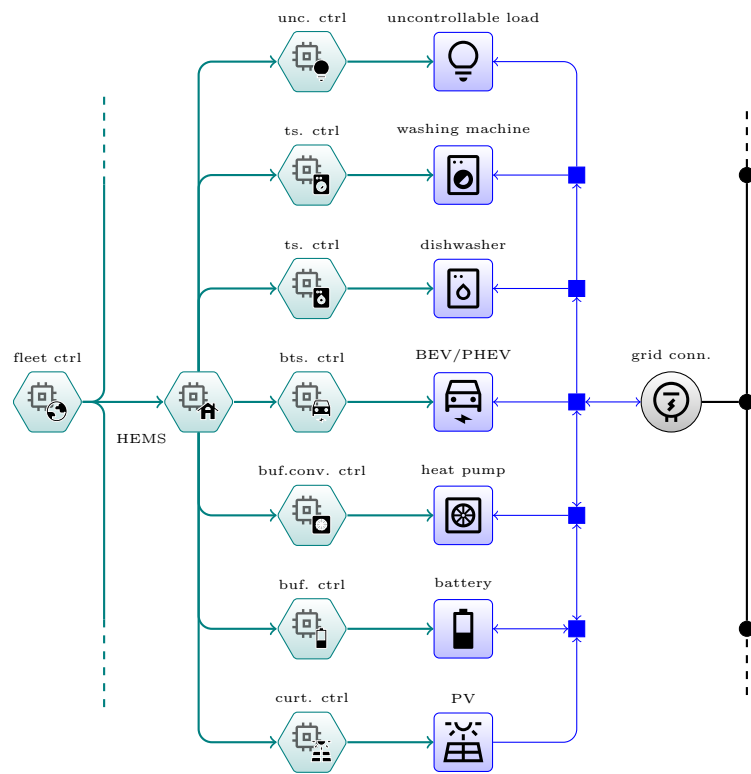 unc. ctrl
uncontrollable load
ts. ctrl
washing machine
ts. ctrl
dishwasher
fleet ctrl
bts. ctrl
BEV/PHEV
grid conn.
HEMS
buf.conv. ctrl
heat pump
buf. ctrl
battery
curt. ctrl
PV